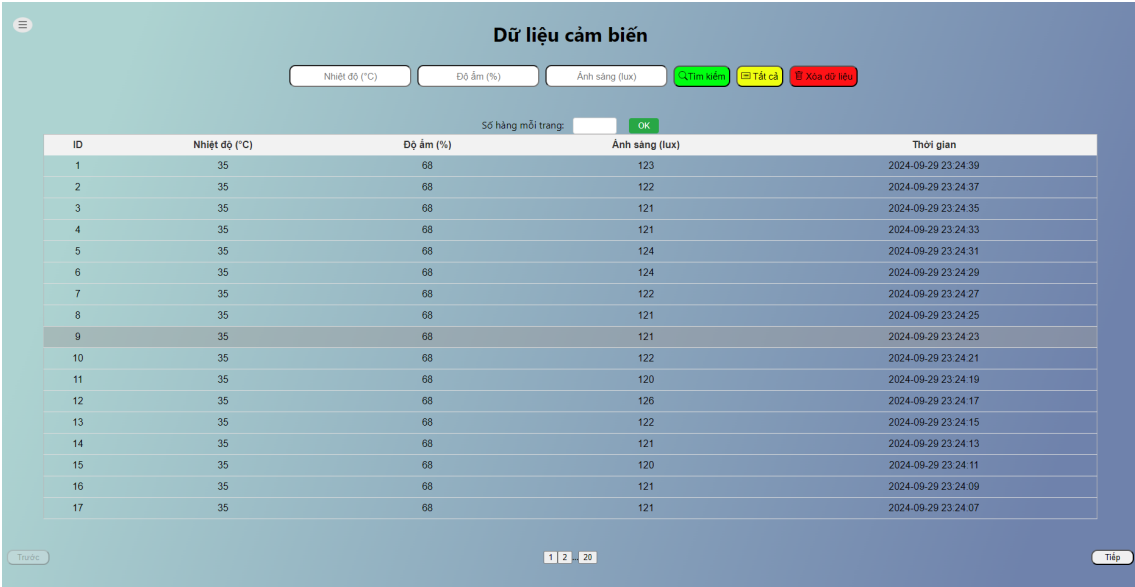 Dữ liệu cảm biến
Nhiệt độ (°C) Độ ẩm (%) Ánh sáng (lux) Tìm kiếm Tất cả Xóa dữ liệu
Số hàng mỗi trang: OK
ID Nhiệt độ (°C) Độ ẩm (%) Ánh sáng (lux) Thời gian
1 35 68 123 2024-09-29 23:24:39
2 35 68 122 2024-09-29 23:24:37
3 35 68 121 2024-09-29 23:24:35
4 35 68 121 2024-09-29 23:24:33
5 35 68 124 2024-09-29 23:24:31
6 35 68 124 2024-09-29 23:24:29
7 35 68 122 2024-09-29 23:24:27
8 35 68 121 2024-09-29 23:24:25
9 35 68 121 2024-09-29 23:24:23
10 35 68 122 2024-09-29 23:24:21
11 35 68 120 2024-09-29 23:24:19
12 35 68 126 2024-09-29 23:24:17
13 35 68 122 2024-09-29 23:24:15
14 35 68 121 2024-09-29 23:24:13
15 35 68 120 2024-09-29 23:24:11
16 35 68 121 2024-09-29 23:24:09
17 35 68 121 2024-09-29 23:24:07
Trước 1 2 ... 20 Tiếp